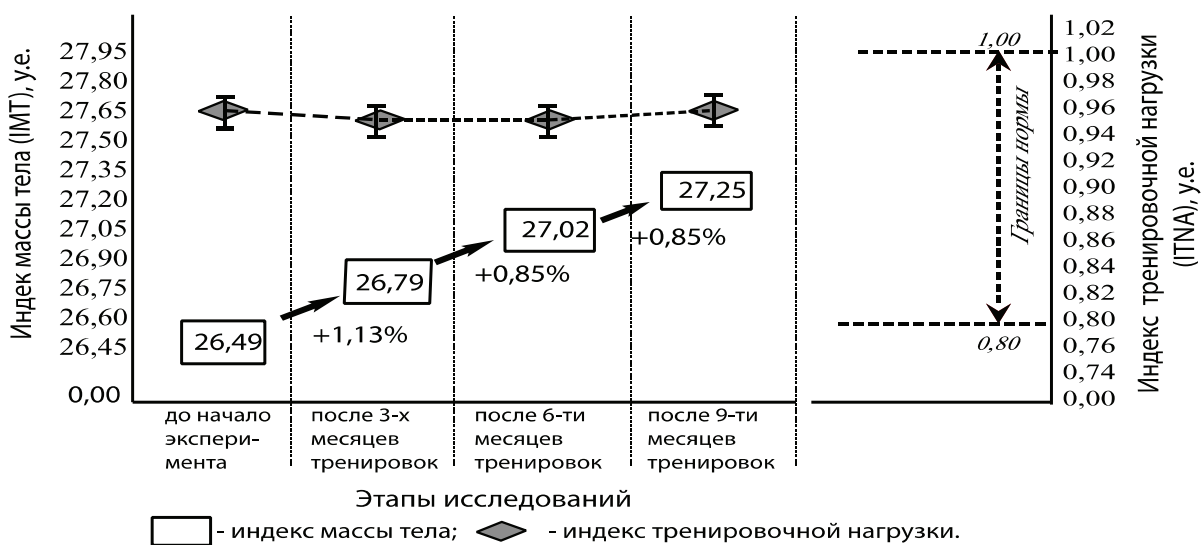 Индек массы тела (IMT), у.е.
27,95
27,80
27,65
27,50
27,35
27,20
27,05
26,90
26,75
26,60
26,45
0,00
26,49
+1,13%
26,79
+0,85%
27,02
+0,85%
27,25
1,00
Границы нормы
0,80
1,02
1,00
0,98
0,96
0,94
0,92
0,90
0,88
0,86
0,84
0,82
0,80
0,76
0,74
0,00
Индекс тренировочной нагрузки
(ITNA), у.е.
до начало
экспери-
мента
после 3-х
месяцев
тренировок
после 6-ти
месяцев
тренировок
после 9-ти
месяцев
тренировок
Этапы исследований
- индекс массы тела;
- индекс тренировочной нагрузки.